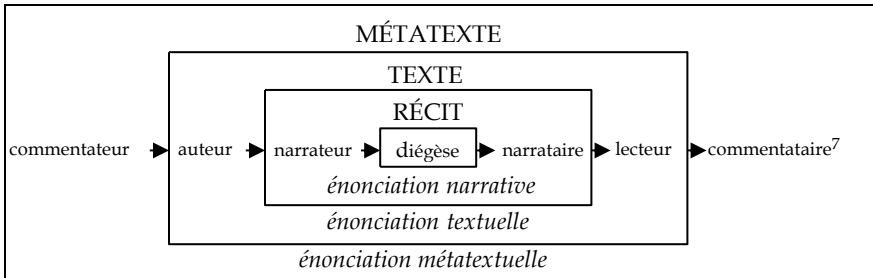 MÉTATEXTE
TEXTE
RÉCIT
commentateur auteur narrateur diégèse narrataire lecteur commentataire⁷
énonciation narrative
énonciation textuelle
énonciation métatextuelle